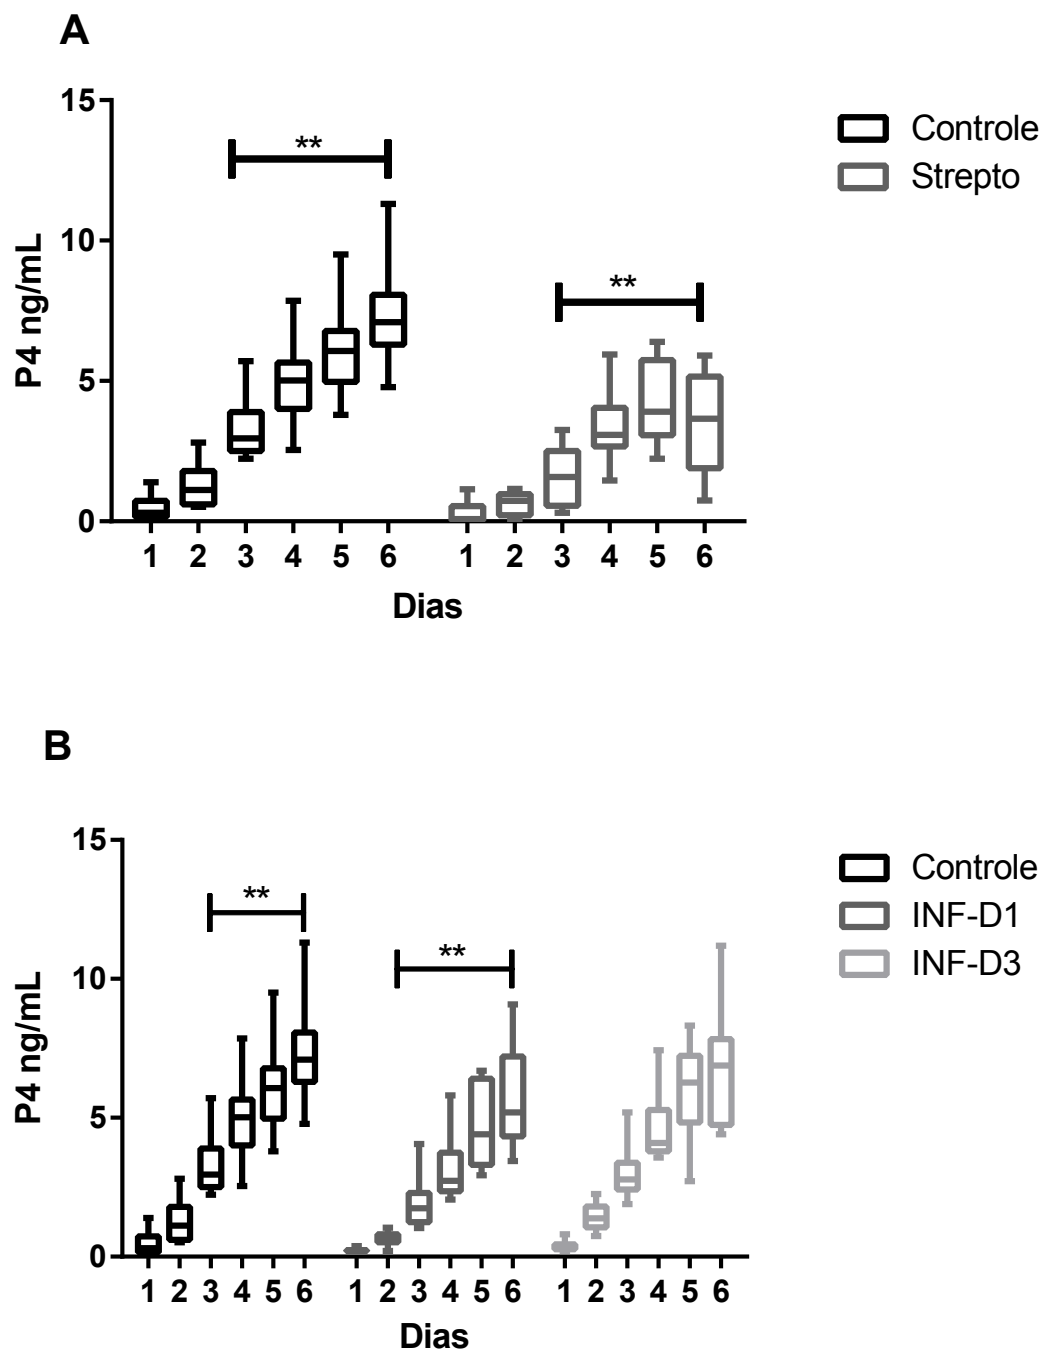 A
15
10
5
0
P4 ng/mL
**
**
1 2 3 4 5 6 1 2 3 4 5 6
Dias
Controle
Strepto
B
15
10
5
0
P4 ng/mL
**
**
1 2 3 4 5 6 1 2 3 4 5 6 1 2 3 4 5 6
Dias
Controle
INF-D1
INF-D3